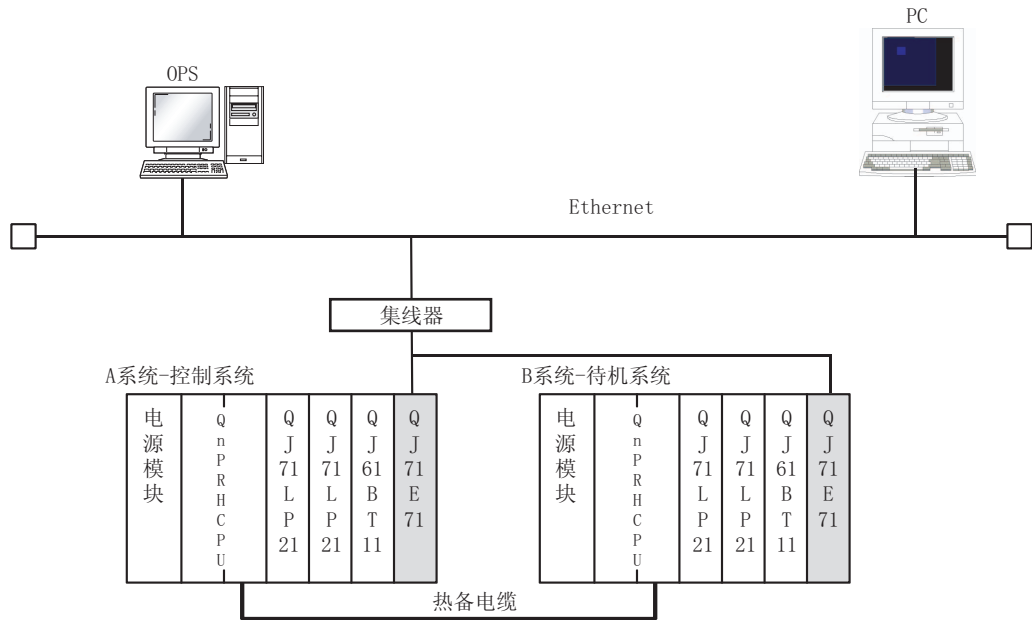 PC
OPS
Ethernet
集线器
A系统-控制系统
B系统-待机系统
电源模块
QnPRHCPU
QJ71LP21
QJ71LP21
QJ61BT11
QJ71E71
电源模块
QnPRHCPU
QJ71LP21
QJ71LP21
QJ61BT11
QJ71E71
热备电缆